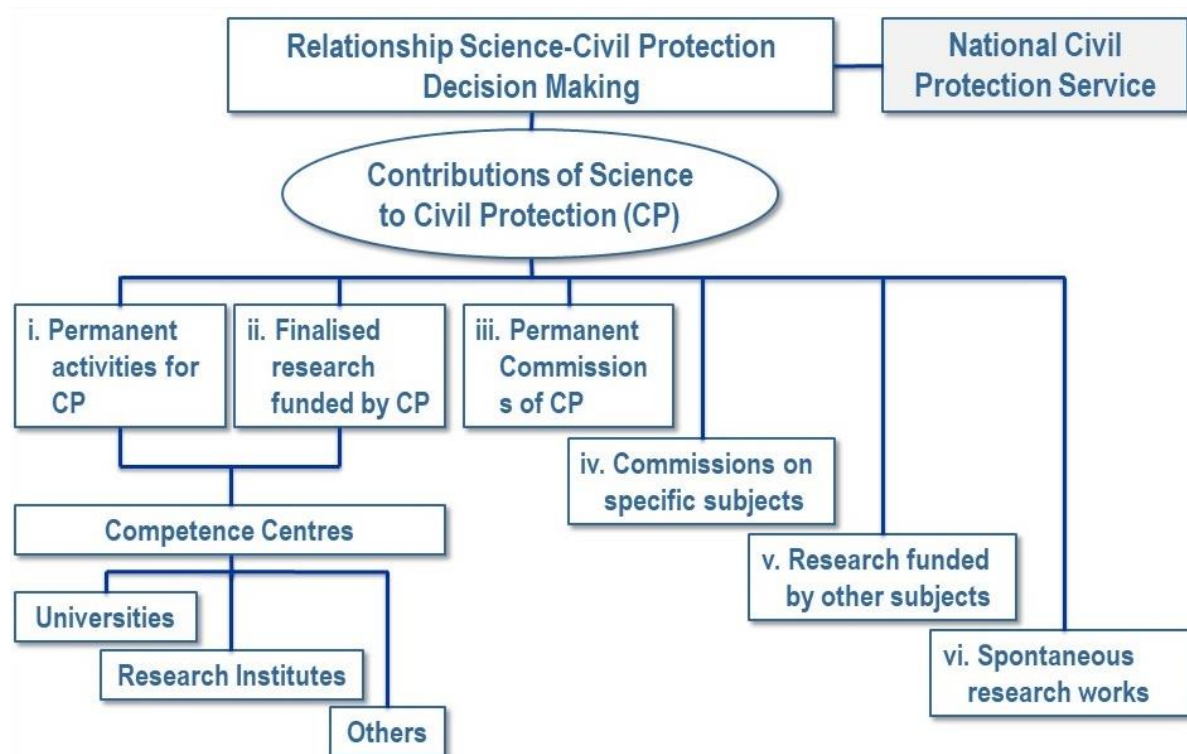 Relationship Science-Civil Protection
Decision Making
National Civil
Protection Service
Contributions of Science
to Civil Protection (CP)
i. Permanent
activities for
CP
ii. Finalised
research
funded by CP
iii. Permanent
Commission
s of CP
iv. Commissions on
specific subjects
v. Research funded
by other subjects
vi. Spontaneous
research works
Competence Centres
Universities
Research Institutes
Others